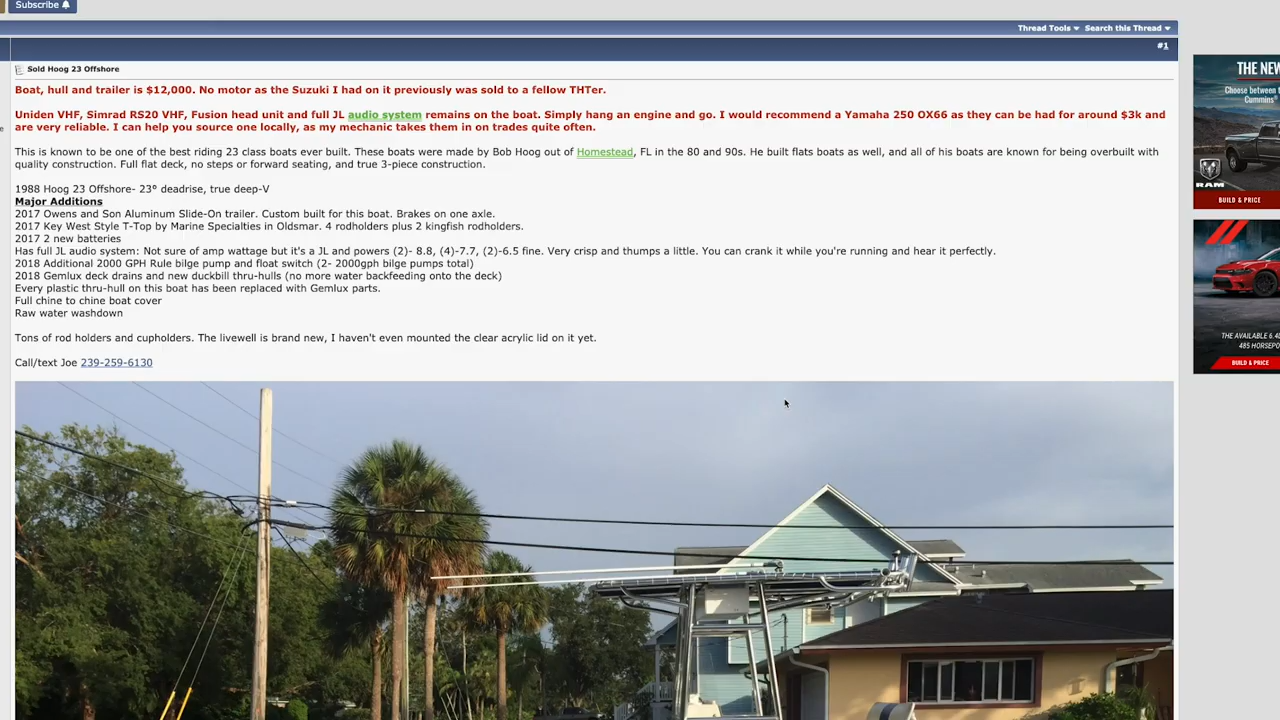 Subscribe
Thread Tools Search this Thread
#1
Sold Hoog 23 Offshore
Boat, hull and trailer is $12,000. No motor as the Suzuki I had on it previously was sold to a fellow THTer.
Uniden VHF, Simrad RS20 VHF, Fusion head unit and full JL audio system remains on the boat. Simply hang an engine and go. I would recommend a Yamaha 250 OX66 as they can be had for around $3k and
are very reliable. I can help you source one locally, as my mechanic takes them in on trades quite often.
This is known to be one of the best riding 23 class boats ever built. These boats were made by Bob Hoog out of Homestead, FL in the 80 and 90s. He built flats boats as well, and all of his boats are known for being overbuilt with
quality construction. Full flat deck, no steps or forward seating, and true 3-piece construction.
1988 Hoog 23 Offshore- 23° deadrise, true deep-V
Major Additions
2017 Owens and Son Aluminum Slide-On trailer. Custom built for this boat. Brakes on one axle.
2017 Key West Style T-Top by Marine Specialties in Oldsmar. 4 rodholders plus 2 kingfish rodholders.
2017 2 new batteries
Has full JL audio system: Not sure of amp wattage but it's a JL and powers (2)- 8.8, (4)-7.7, (2)-6.5 fine. Very crisp and thumps a little. You can crank it while you're running and hear it perfectly.
2018 Additional 2000 GPH Rule bilge pump and float switch (2- 2000gph bilge pumps total)
2018 Gemlux deck drains and new duckbill thru-hulls (no more water backfeeding onto the deck)
Every plastic thru-hull on this boat has been replaced with Gemlux parts.
Full chine to chine boat cover
Raw water washdown
Tons of rod holders and cupholders. The livewell is brand new, I haven't even mounted the clear acrylic lid on it yet.
Call/text Joe 239-259-6130
THE NEW
Choose between t
Cummins®
RAM
BUILD & PRICE
THE AVAILABLE 6.4
485 HORSEPO
BUILD & PRICE